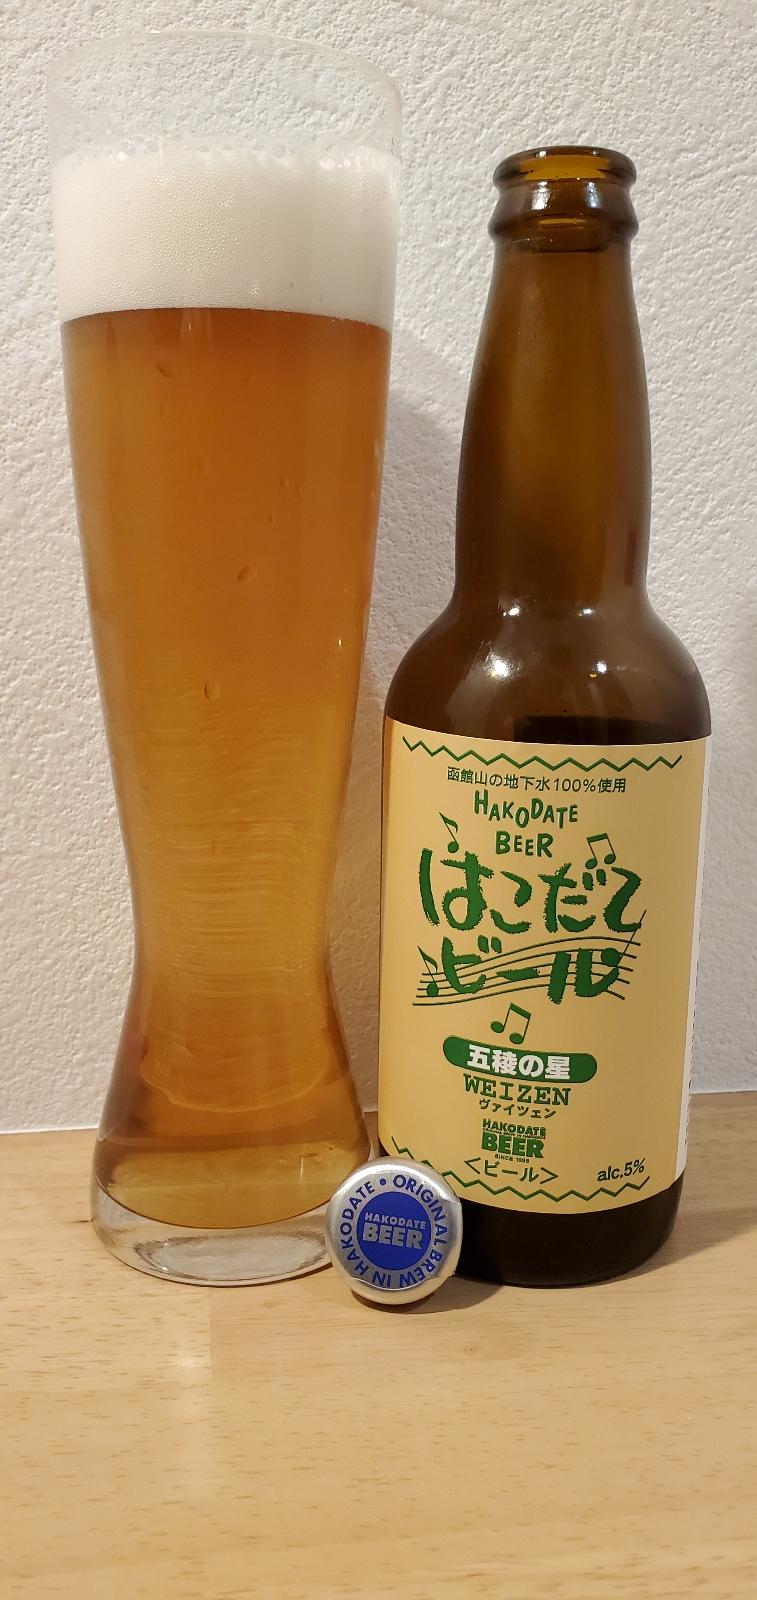 函館山の地下水100%使用
HAKODATE
BEER
はこだて
ビール
五稜の星
WEIZEN
ヴァイツェン
HAKODATE
BEER
SINCE 1996
<ビール>
alc.5%
ORIGINAL BREW IN HAKODATE •
HAKODATE
BEER